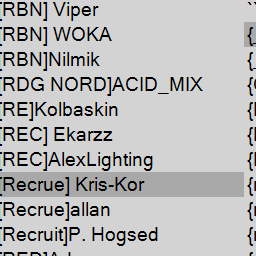 [RBN] Viper
[RBN] WOKA
[RBN]Nilmik
[RDG NORD]ACID_MIX
[RE]Kolbaskin
[REC] Ekarzz
[REC]AlexLighting
[Recrue] Kris-Kor
[Recrue]allan
[Recruit]P. Hogsed